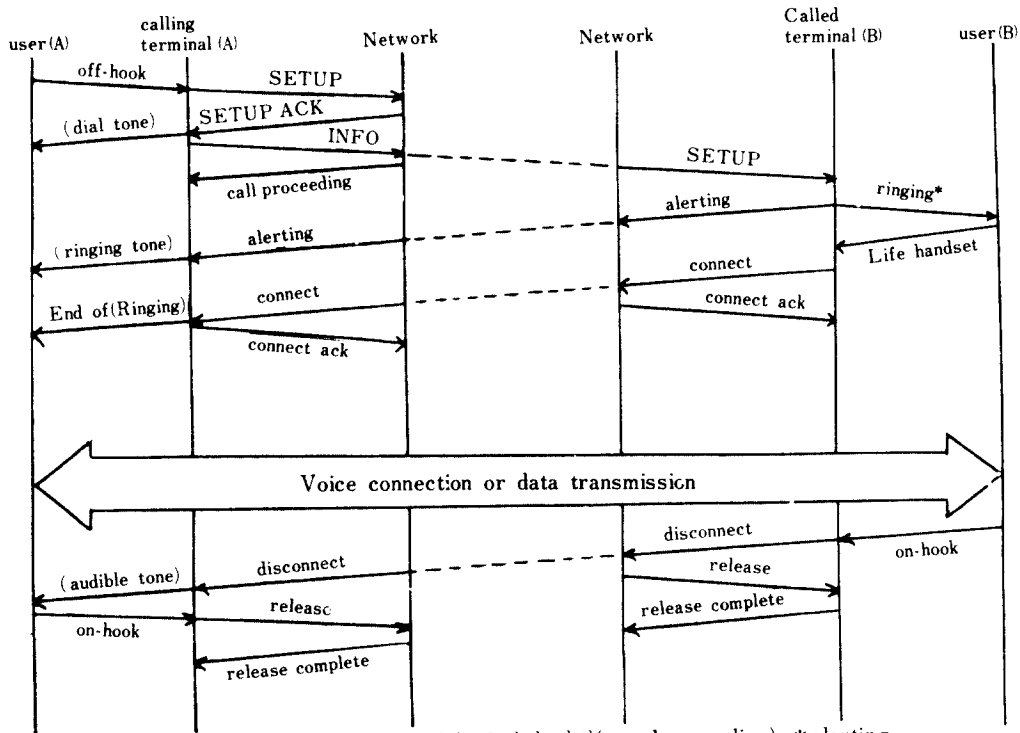 user (A)
calling
terminal (A)
Network
Network
Called
terminal (B)
user (B)
off-hook
SETUP
SETUP ACK
(dial tone)
INFO
SETUP
call proceeding
ringing*
alerting
alerting
(ringing tone)
Life handset
connect
connect
connect ack
End of (Ringing)
connect ack
Voice connection or data transmission
disconnect
on-hook
disconnect
release
(audible tone)
release
release complete
on-hook
release complete